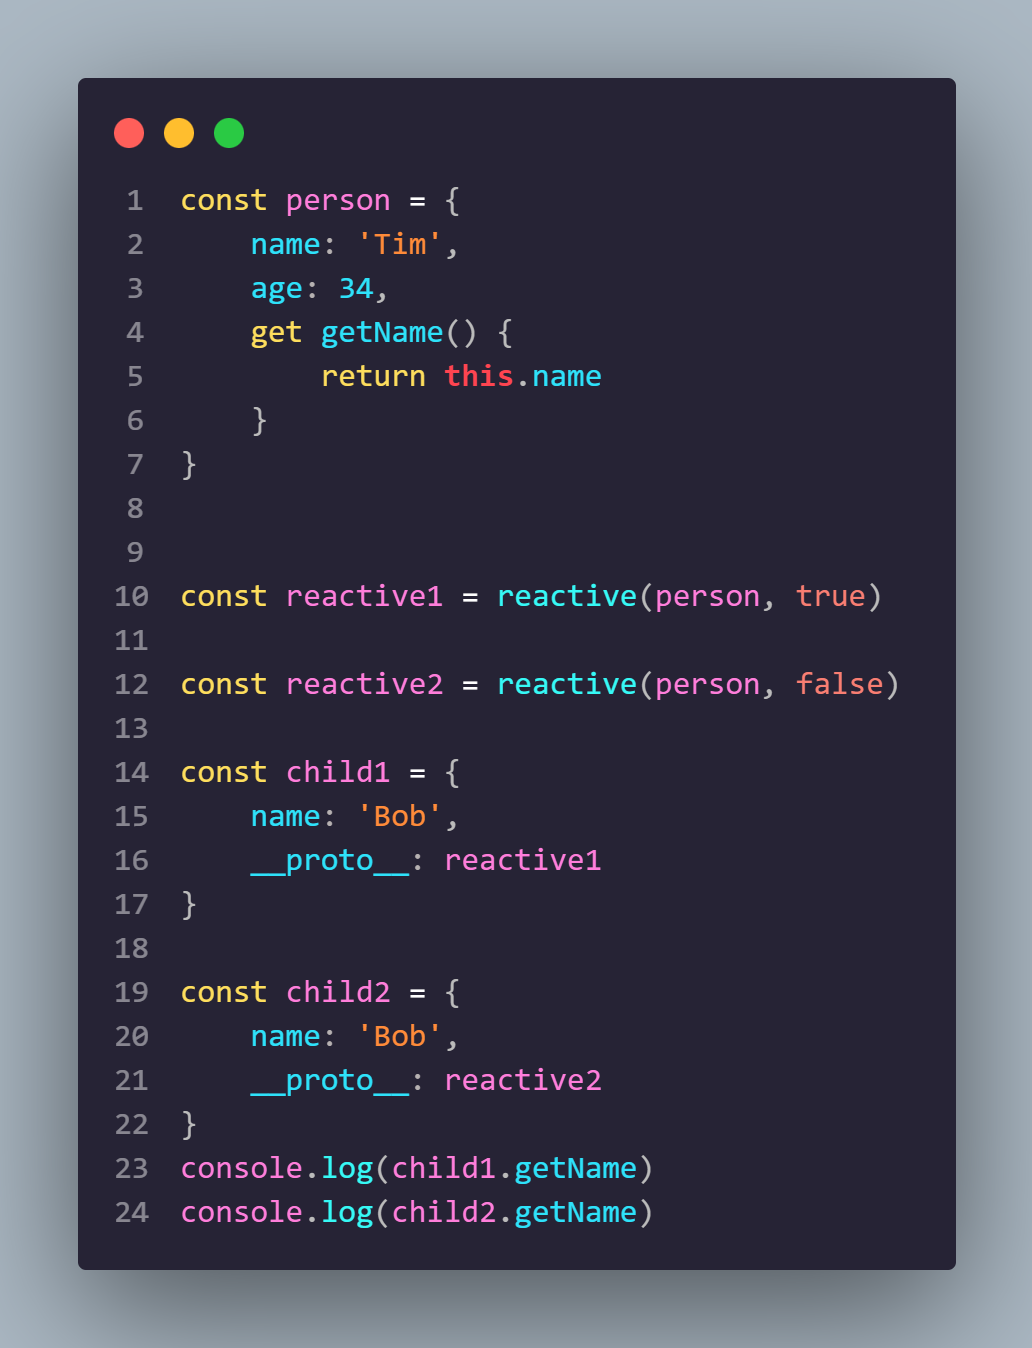 1 const person = {
2     name: 'Tim',
3     age: 34,
4     get getName() {
5         return this.name
6     }
7 }
8
9
10 const reactive1 = reactive(person, true)
11
12 const reactive2 = reactive(person, false)
13
14 const child1 = {
15     name: 'Bob',
16     __proto__: reactive1
17 }
18
19 const child2 = {
20     name: 'Bob',
21     __proto__: reactive2
22 }
23 console.log(child1.getName)
24 console.log(child2.getName)